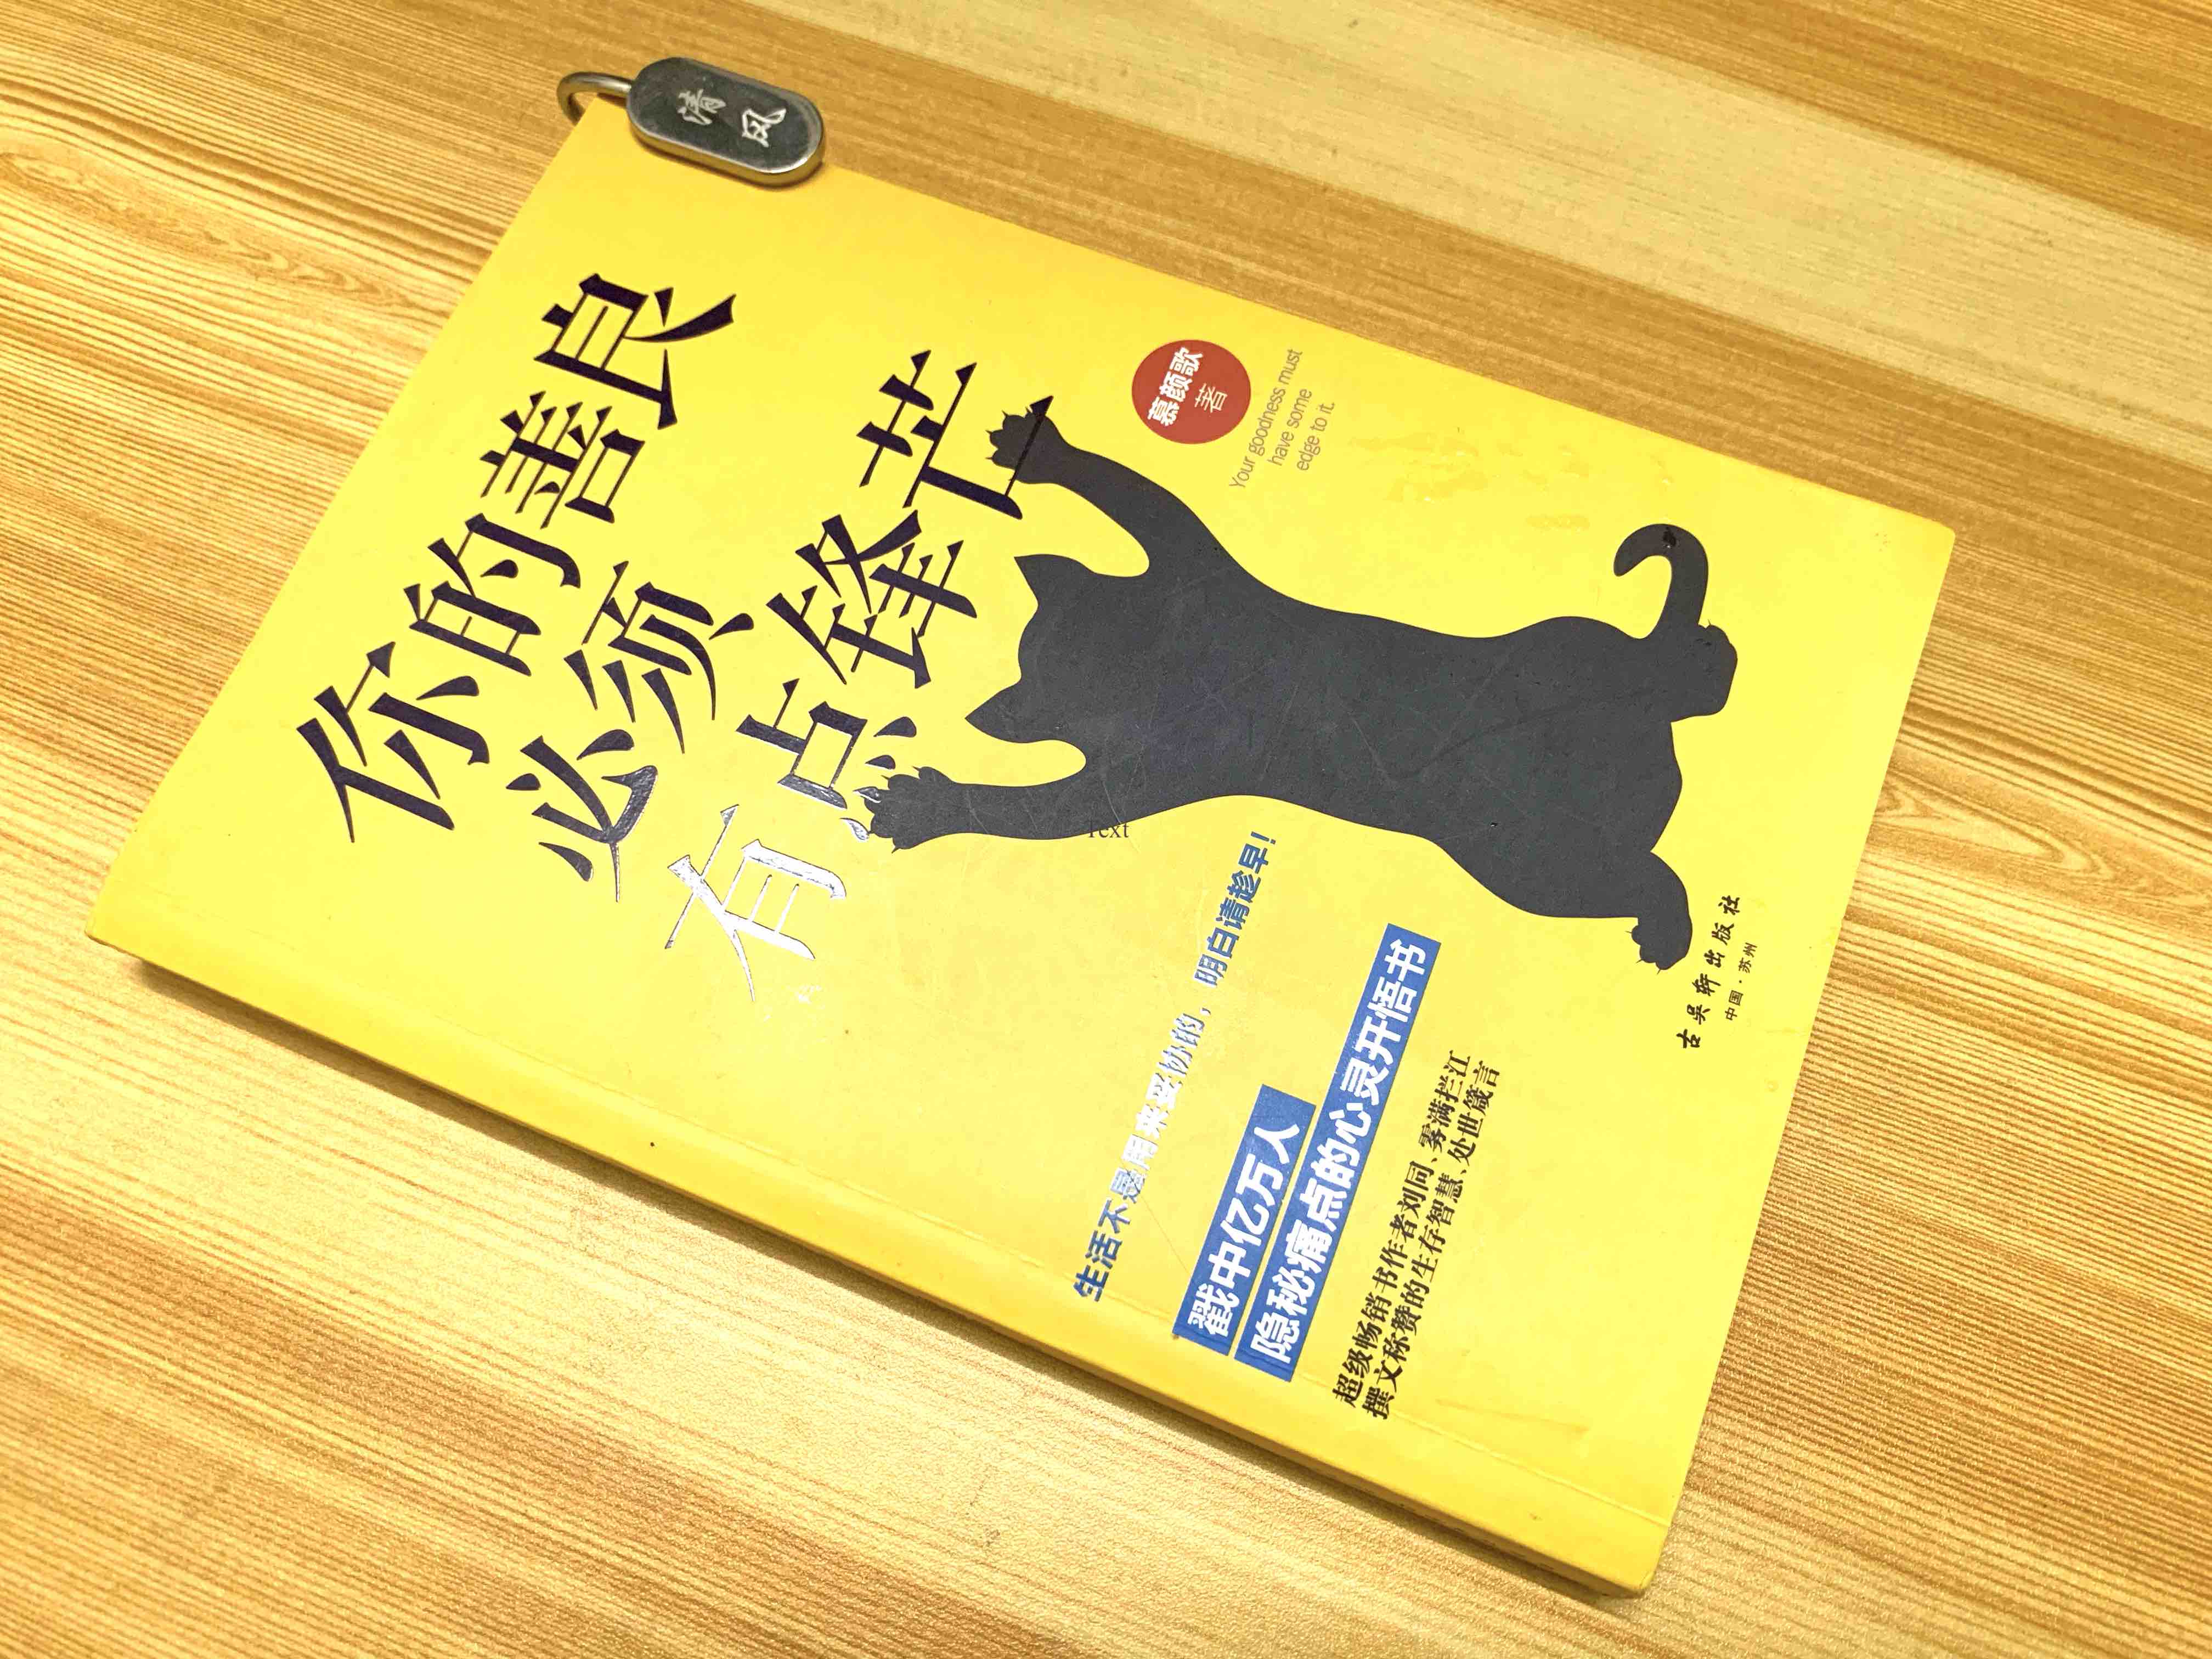 清风
你的善良
必须
有点锋芒
慕颜歌
著
Your goodness must
have some
edge to it.
Text
生活不是用来妥协的，明白请趁早！
戳中亿万人
隐秘痛点的心灵开悟书
超级畅销书作者刘同、雾满拦江
撰文称赞的生存智慧、处世箴言
古吴轩出版社
中国·苏州